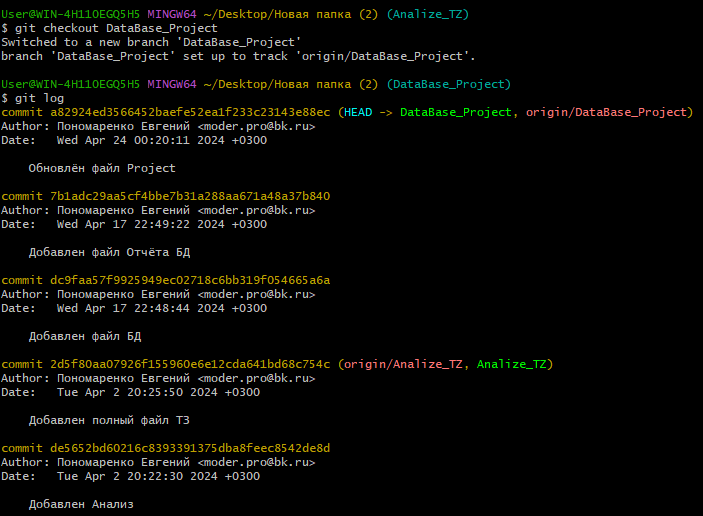 User@WIN-4H11OEGQ5H5 MINGW64 ~/Desktop/Новая папка (2) (Analize_TZ)
$ git checkout DataBase_Project
Switched to a new branch 'DataBase_Project'
branch 'DataBase_Project' set up to track 'origin/DataBase_Project'.
User@WIN-4H11OEGQ5H5 MINGW64 ~/Desktop/Новая папка (2) (DataBase_Project)
$ git log
commit a82924ed3566452baefe52ea1f233c23143e88ec (HEAD -> DataBase_Project, origin/DataBase_Project)
Author: Пономаренко Евгений <moder.pro@bk.ru>
Date:   Wed Apr 24 00:20:11 2024 +0300
Обновлён файл Project
commit 7b1adc29aa5cf4bbe7b31a288aa671a48a37b840
Author: Пономаренко Евгений <moder.pro@bk.ru>
Date:   Wed Apr 17 22:49:22 2024 +0300
Добавлен файл Отчёта БД
commit dc9faa57f9925949ec02718c6bb319f054665a6a
Author: Пономаренко Евгений <moder.pro@bk.ru>
Date:   Wed Apr 17 22:48:44 2024 +0300
Добавлен файл БД
commit 2d5f80aa07926f155960e6e12cda641bd68c754c (origin/Analize_TZ, Analize_TZ)
Author: Пономаренко Евгений <moder.pro@bk.ru>
Date:   Tue Apr 2 20:25:50 2024 +0300
Добавлен полный файл ТЗ
commit de5652bd60216c8393391375dba8feec8542de8d
Author: Пономаренко Евгений <moder.pro@bk.ru>
Date:   Tue Apr 2 20:22:30 2024 +0300
Добавлен Анализ